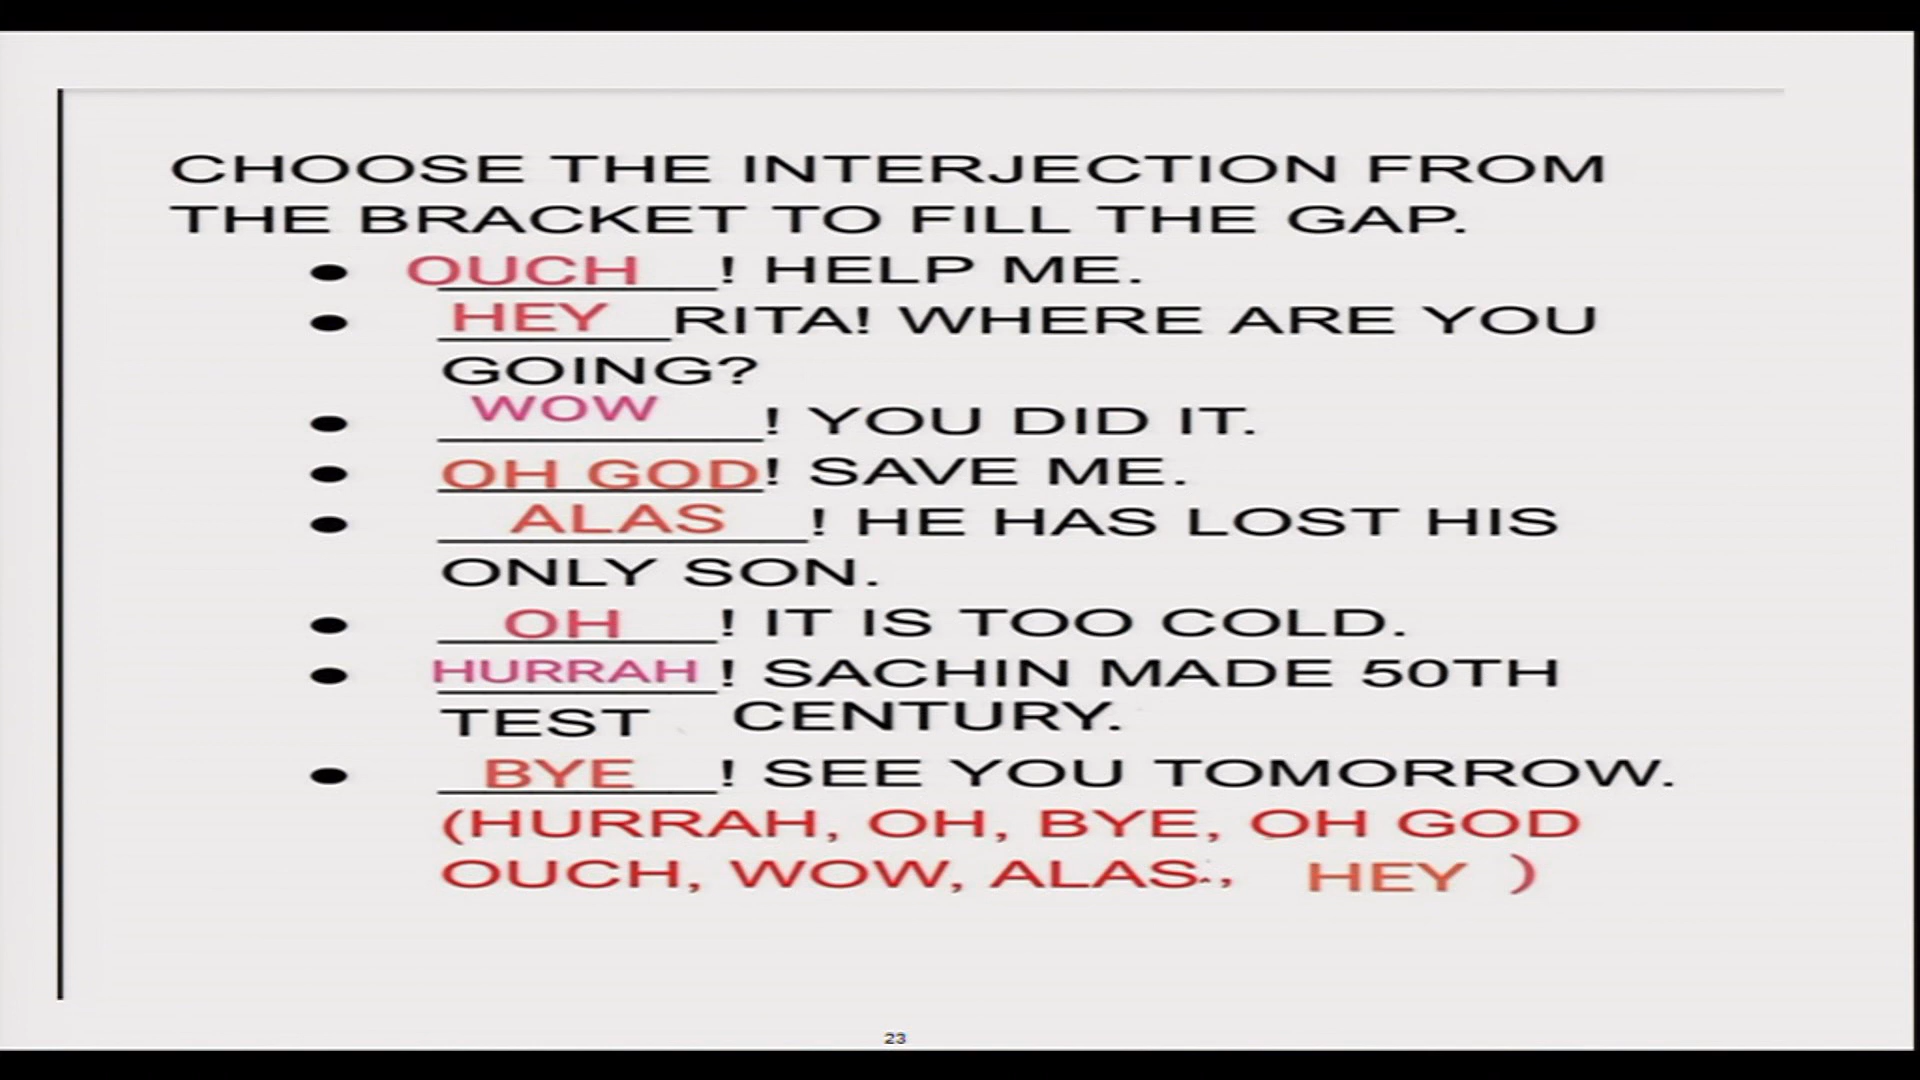 CHOOSE THE INTERJECTION FROM
THE BRACKET TO FILL THE GAP.
• OUCH! HELP ME.
• HEY RITA! WHERE ARE YOU
GOING?
• WOW! YOU DID IT.
• OH GOD! SAVE ME.
• ALAS! HE HAS LOST HIS
ONLY SON.
• OH! IT IS TOO COLD.
• HURRAH! SACHIN MADE 50TH
TEST CENTURY.
• BYE! SEE YOU TOMORROW.
(HURRAH, OH, BYE, OH GOD
OUCH, WOW, ALAS., HEY )
23